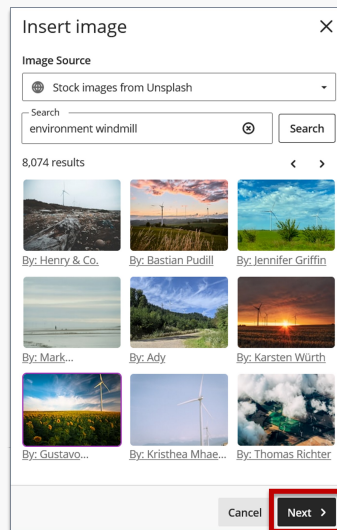 Insert image
Image Source
Stock images from Unsplash
Search
environment windmill
Search
8,074 results
By: Henry & Co.
By: Bastian Pudill
By: Jennifer Griffin
By: Mark...
By: Ady
By: Karsten Würth
By: Gustavo...
By: Kristhea Mhae...
By: Thomas Richter
Cancel
Next